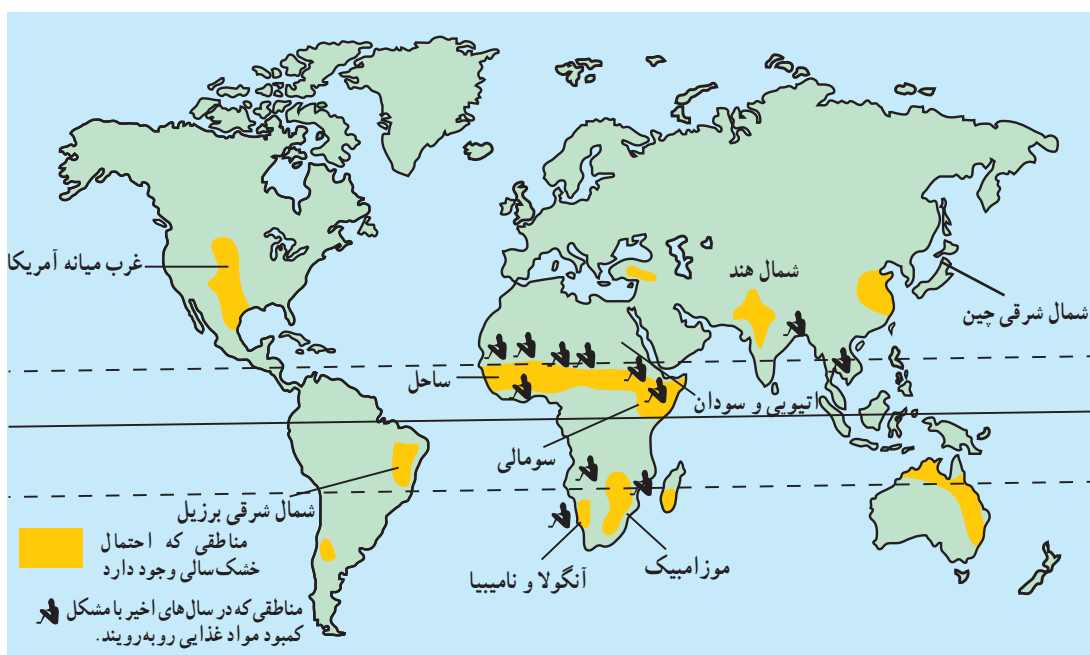 غرب میانه آمریکا
شمال هند
شمال شرقی چین
ساحل
اتیوپی و سودان
سومالی
شمال شرقی برزیل
موزامبیک
آنگولا و نامیبیا
مناطقی که احتمال
خشک‌سالی وجود دارد
مناطقی‌که‌در سال‌های اخیر با مشکل
کمبود مواد غذایی روبه‌رویند.